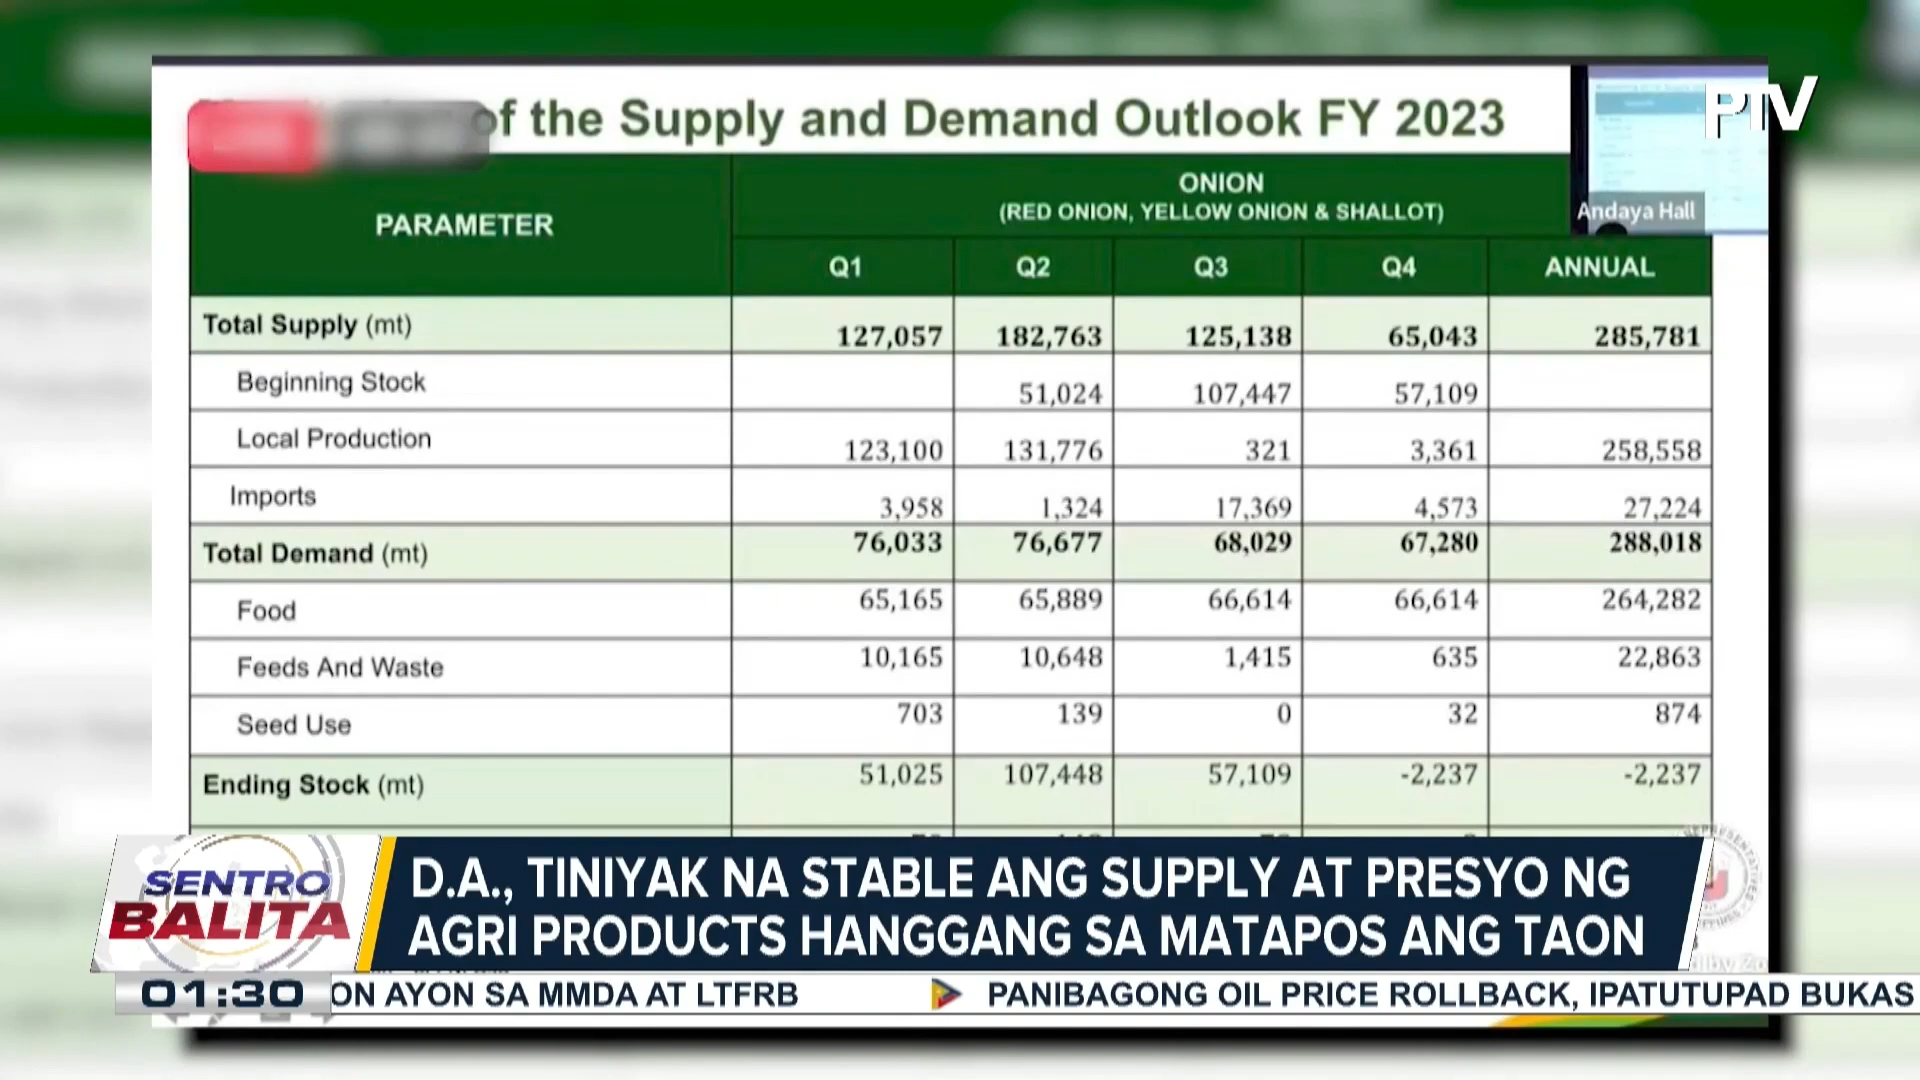 of the Supply and Demand Outlook FY 2023
PTV
Andaya Hall
PARAMETER
ONION
(RED ONION, YELLOW ONION & SHALLOT)
Q1 Q2 Q3 Q4 ANNUAL
Total Supply (mt) 127,057 182,763 125,138 65,043 285,781
Beginning Stock 51,024 107,447 57,109
Local Production 123,100 131,776 321 3,361 258,558
Imports 3,958 1,324 17,369 4,573 27,224
Total Demand (mt) 76,033 76,677 68,029 67,280 288,018
Food 65,165 65,889 66,614 66,614 264,282
Feeds And Waste 10,165 10,648 1,415 635 22,863
Seed Use 703 139 0 32 874
Ending Stock (mt) 51,025 107,448 57,109 -2,237 -2,237
SENTRO
BALITA
D.A., TINIYAK NA STABLE ANG SUPPLY AT PRESYO NG
AGRI PRODUCTS HANGGANG SA MATAPOS ANG TAON
01:30
ON AYON SA MMDA AT LTFRB
PANIBAGONG OIL PRICE ROLLBACK, IPATUTUPAD BUKAS